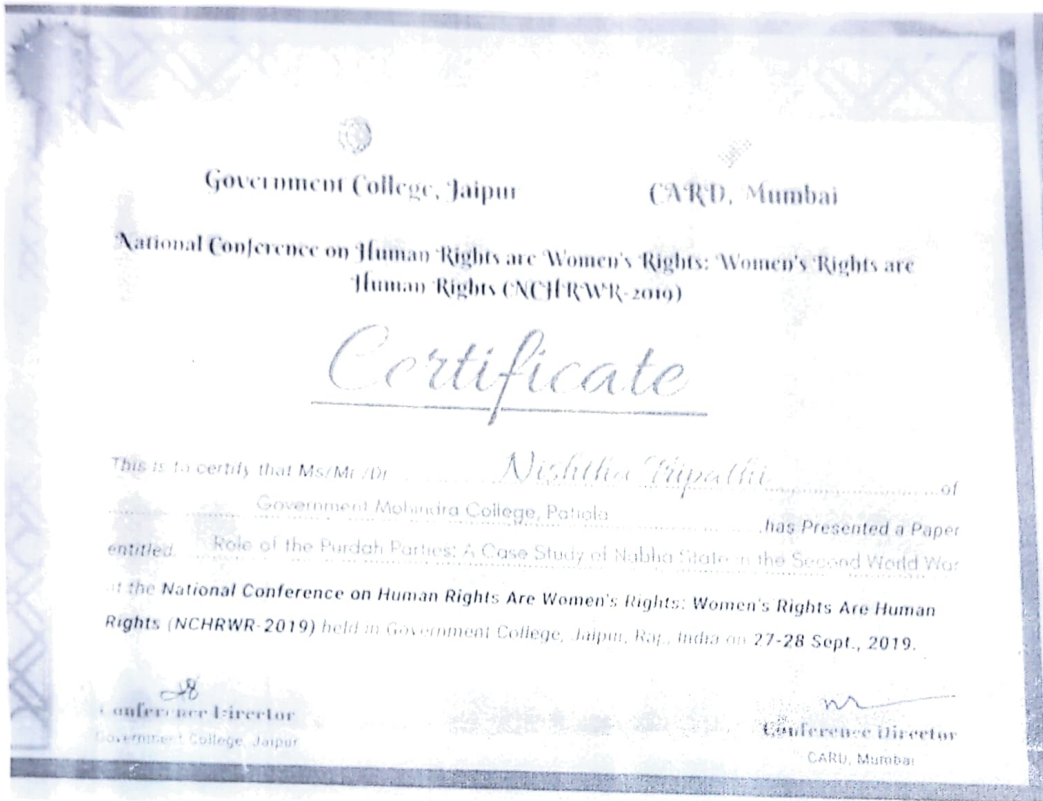 Government College, Jaipur CARD, Mumbai
National Conference on Human Rights are Women's Rights: Women's Rights are
Human Rights (NCHRWR-2019)
Certificate
This is to certify that Ms/Mr./Dr Nishtha Tripathi of
Government Mohindra College, Patiala has Presented a Paper
entitled. Role of the Purdah Parties: A Case Study of Nabha State in the Second World War
at the National Conference on Human Rights Are Women's Rights: Women's Rights Are Human
Rights (NCHRWR-2019) held in Government College, Jaipur, Raj., India on 27-28 Sept., 2019.
Conference Director Conference Director
Government College, Jaipur CARD, Mumbai